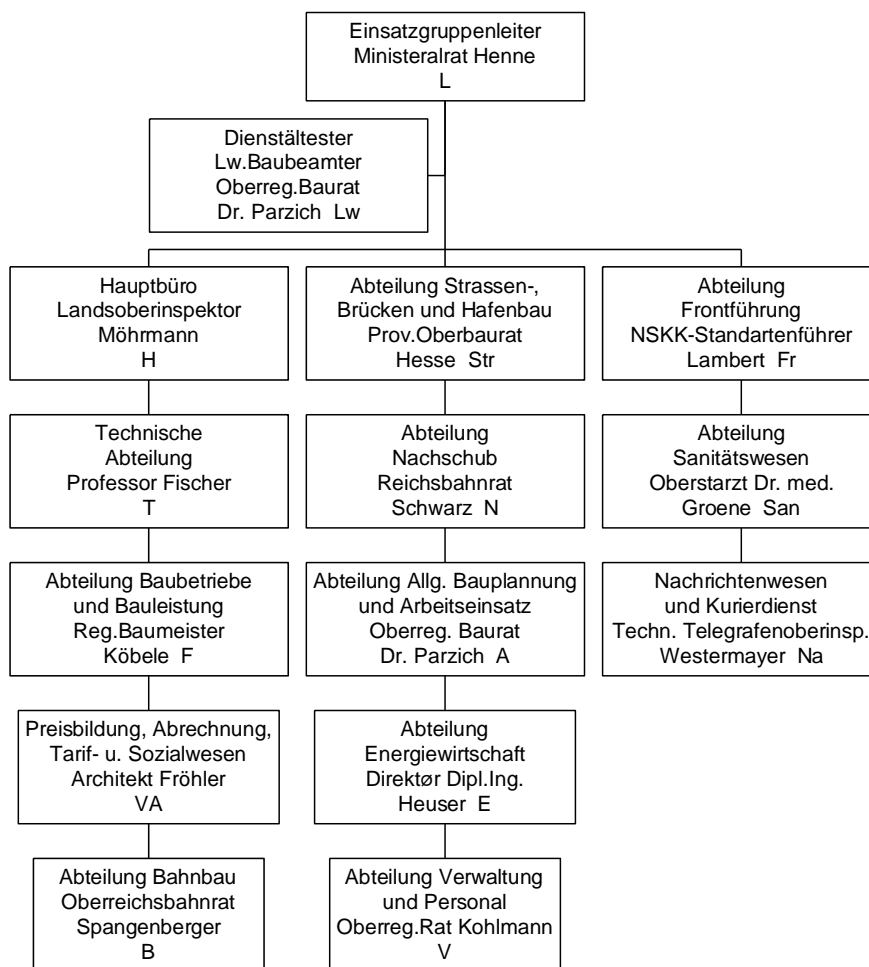 Einsatzgruppenleiter
Ministeralrat Henne
L
Dienstältester
Lw.Baubeamter
Oberreg.Baurat
Dr. Parzich Lw
Hauptbüro
Landsoberinspektor
Möhrmann
H
Abteilung Strassen-,
Brücken und Hafenbau
Prov.Oberbaurat
Hesse Str
Abteilung
Frontführung
NSKK-Standartenführer
Lambert Fr
Technische
Abteilung
Professor Fischer
T
Abteilung
Nachschub
Reichsbahnrat
Schwarz N
Abteilung
Sanitätswesen
Oberstarzt Dr. med.
Groene San
Abteilung Baubetriebe
und Bauleistung
Reg.Baumeister
Köbele F
Abteilung Allg. Bauplannung
und Arbeitseinsatz
Oberreg. Baurat
Dr. Parzich A
Nachrichtenwesen
und Kurierdienst
Techn. Telegrafenoberinsp.
Westermayer Na
Preisbildung, Abrechnung,
Tarif- u. Sozialwesen
Architekt Fröhler
VA
Abteilung
Energiewirtschaft
Direktør Dipl.Ing.
Heuser E
Abteilung Bahnbau
Oberreichsbahnrat
Spangenberger
B
Abteilung Verwaltung
und Personal
Oberreg.Rat Kohlmann
V